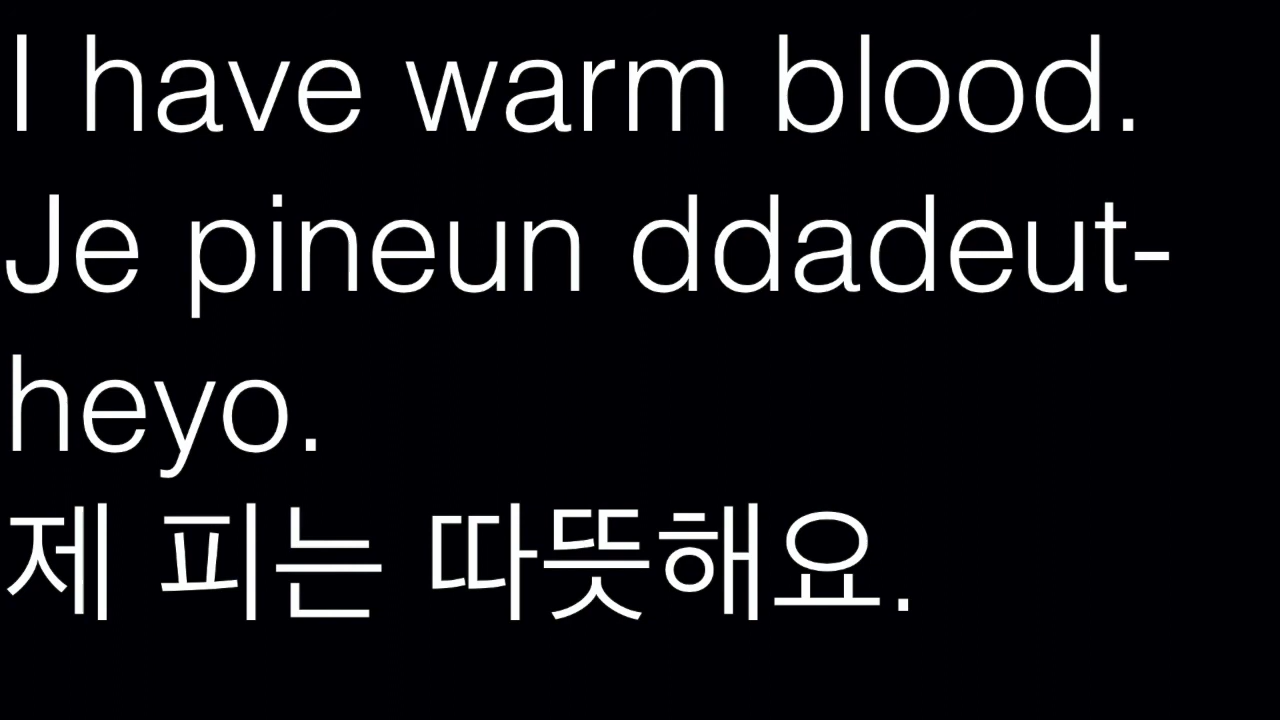 I have warm blood.
Je pineun ddadeut-
heyo.
제 피는 따뜻해요.